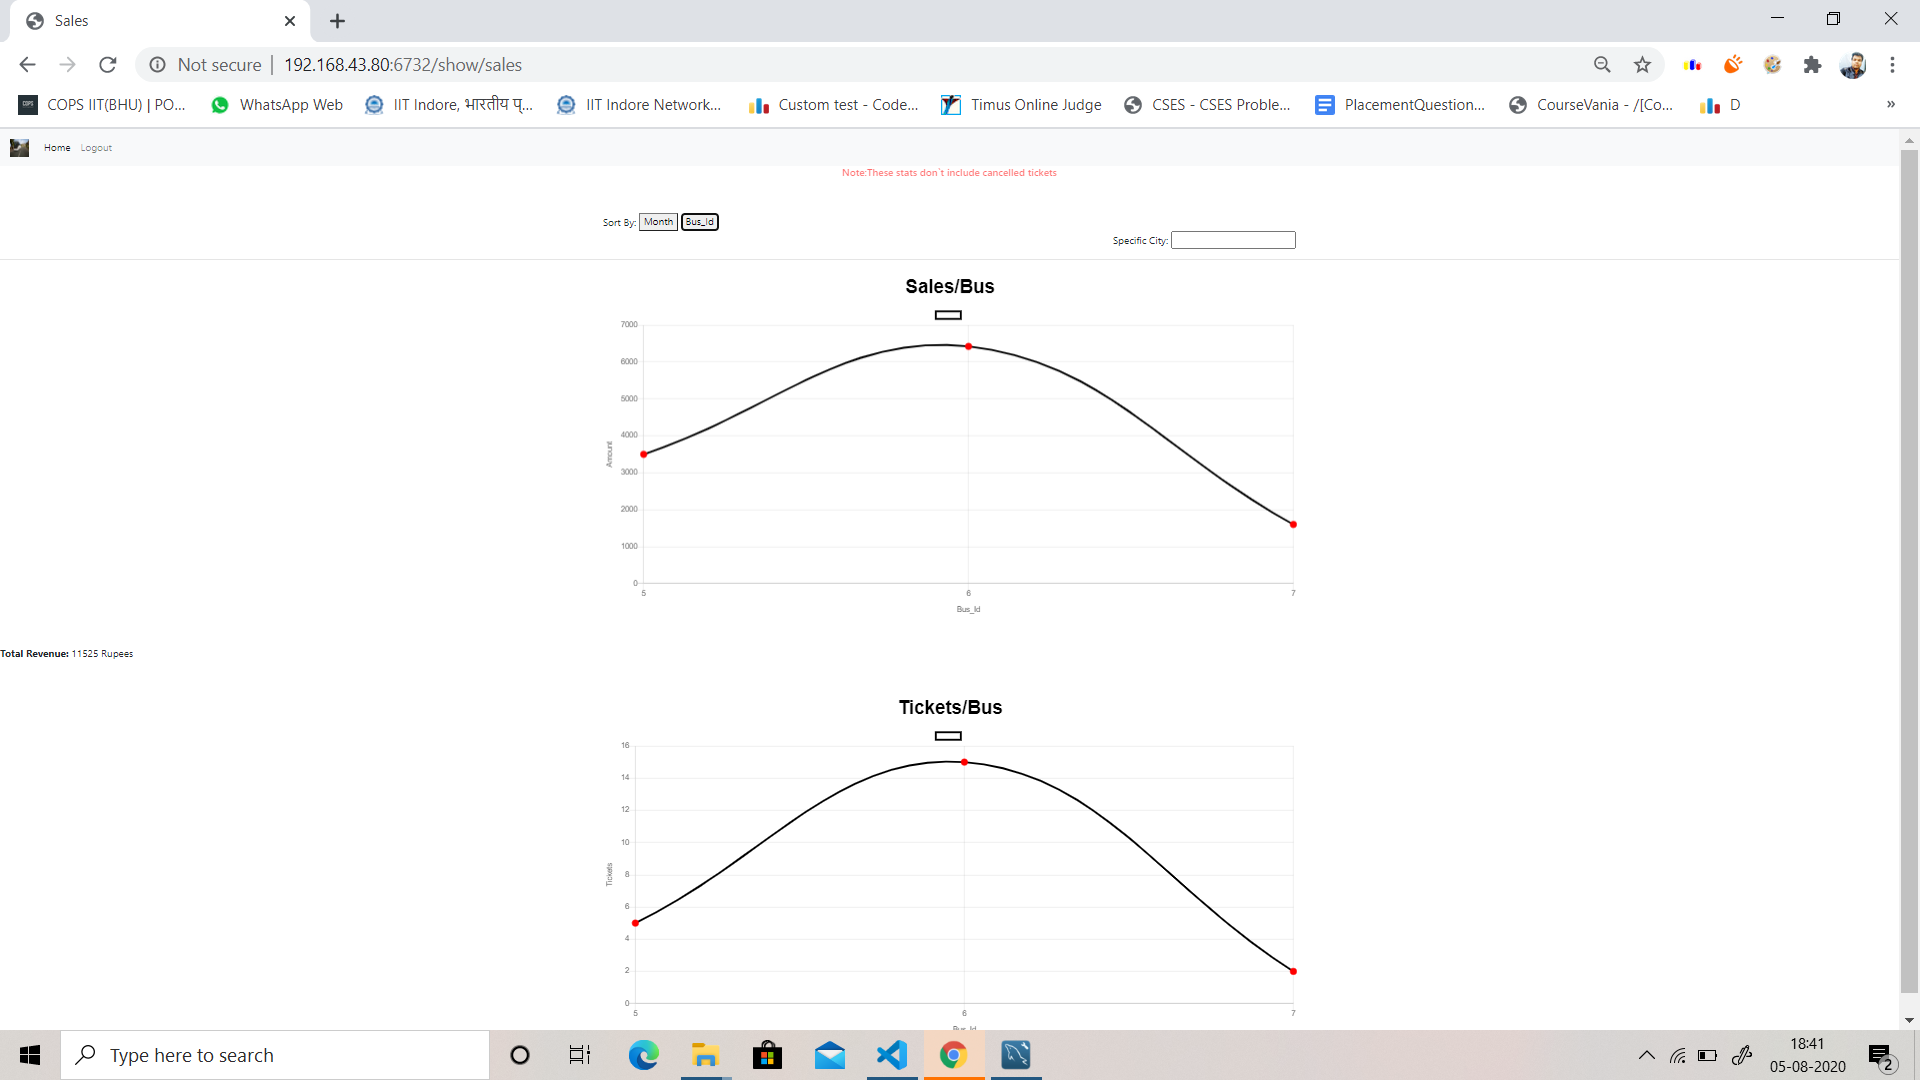 Sales
Not secure | 192.168.43.80:6732/show/sales
COPS IIT(BHU) | PO... WhatsApp Web IIT Indore, भारतीय प्... IIT Indore Network... Custom test - Code... Timus Online Judge CSES - CSES Proble... PlacementQuestion... CourseVania - /[Co... D »
Home Logout
Note:These stats don`t include cancelled tickets
Sort By: Month Bus_Id
Specific City:
Sales/Bus
7000
6000
5000
4000
3000
2000
1000
0
Amount
5 6 7
Bus_Id
Total Revenue: 11525 Rupees
Tickets/Bus
16
14
12
10
8
6
4
2
0
Tickets
5 6 7
Bus_Id
Type here to search
18:41
05-08-2020
2